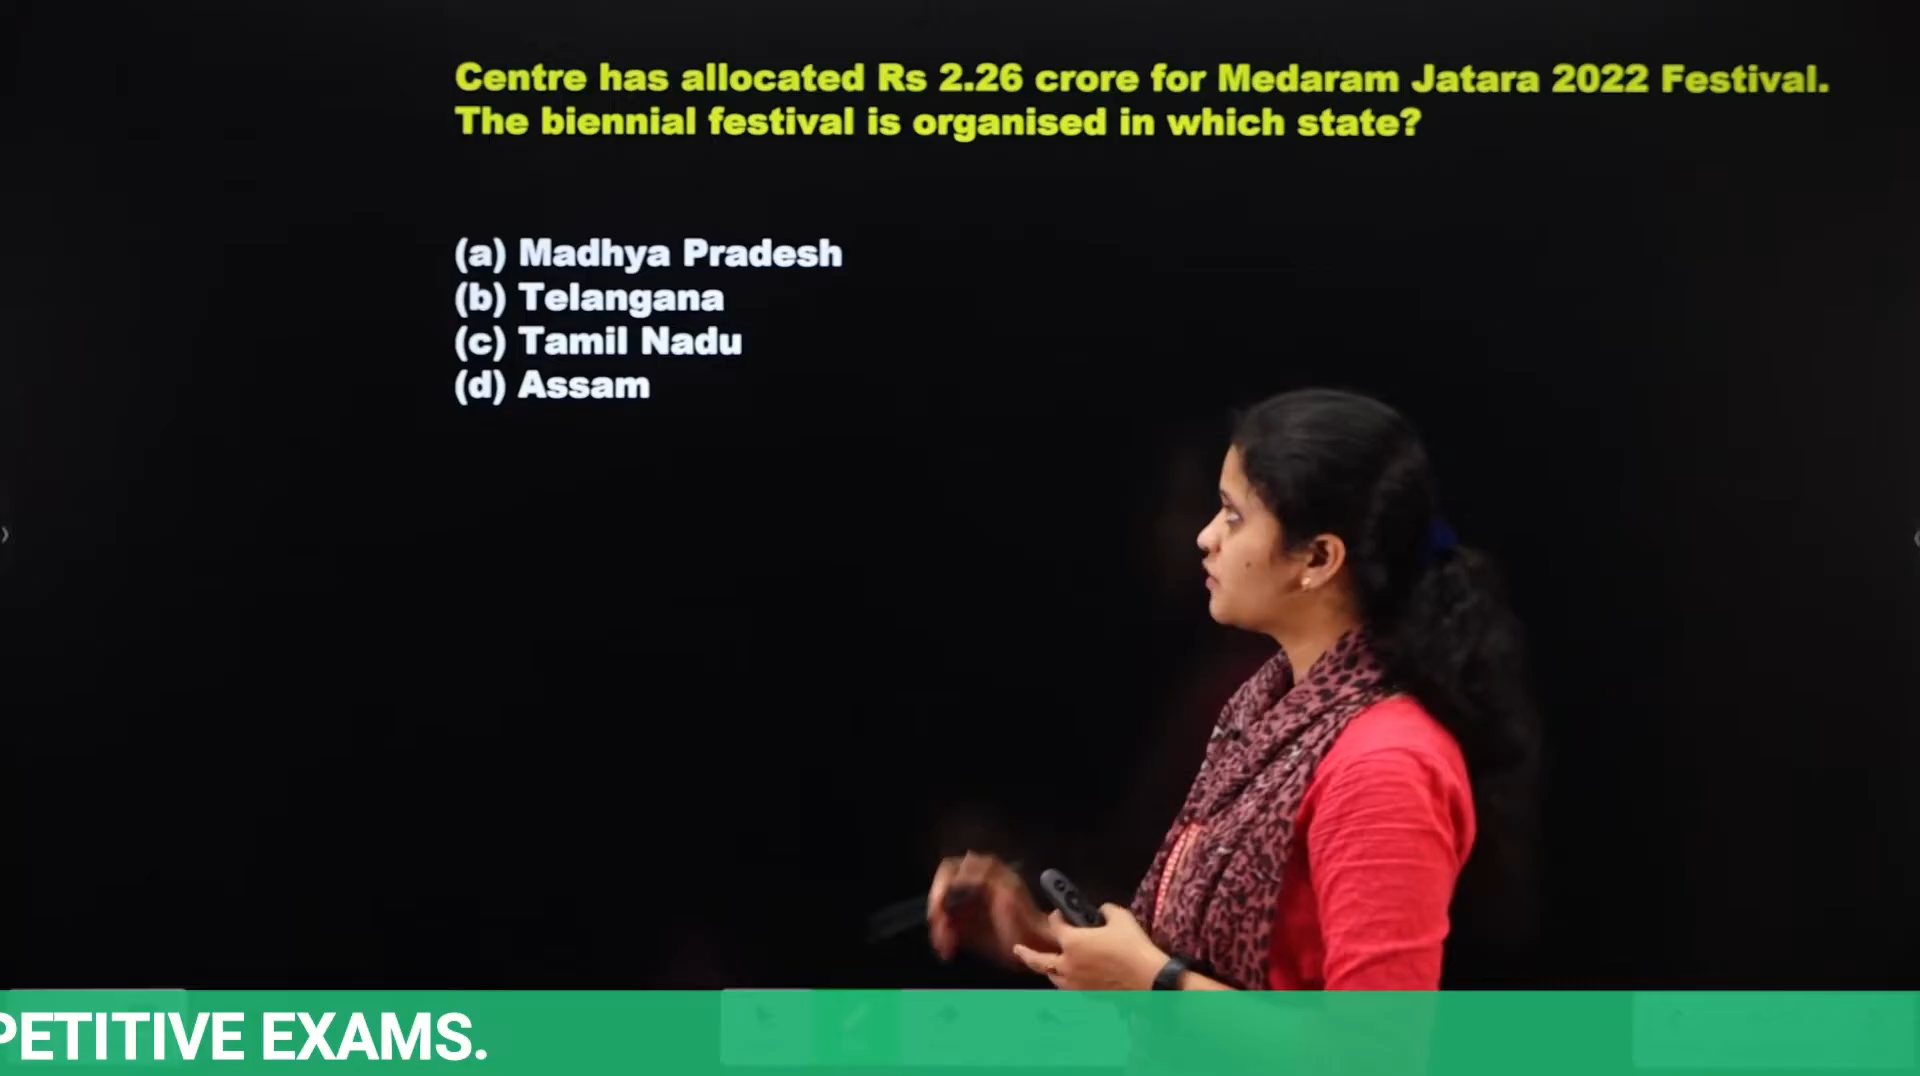 Centre has allocated Rs 2.26 crore for Medaram Jatara 2022 Festival.
The biennial festival is organised in which state?
(a) Madhya Pradesh
(b) Telangana
(c) Tamil Nadu
(d) Assam
PETITIVE EXAMS.